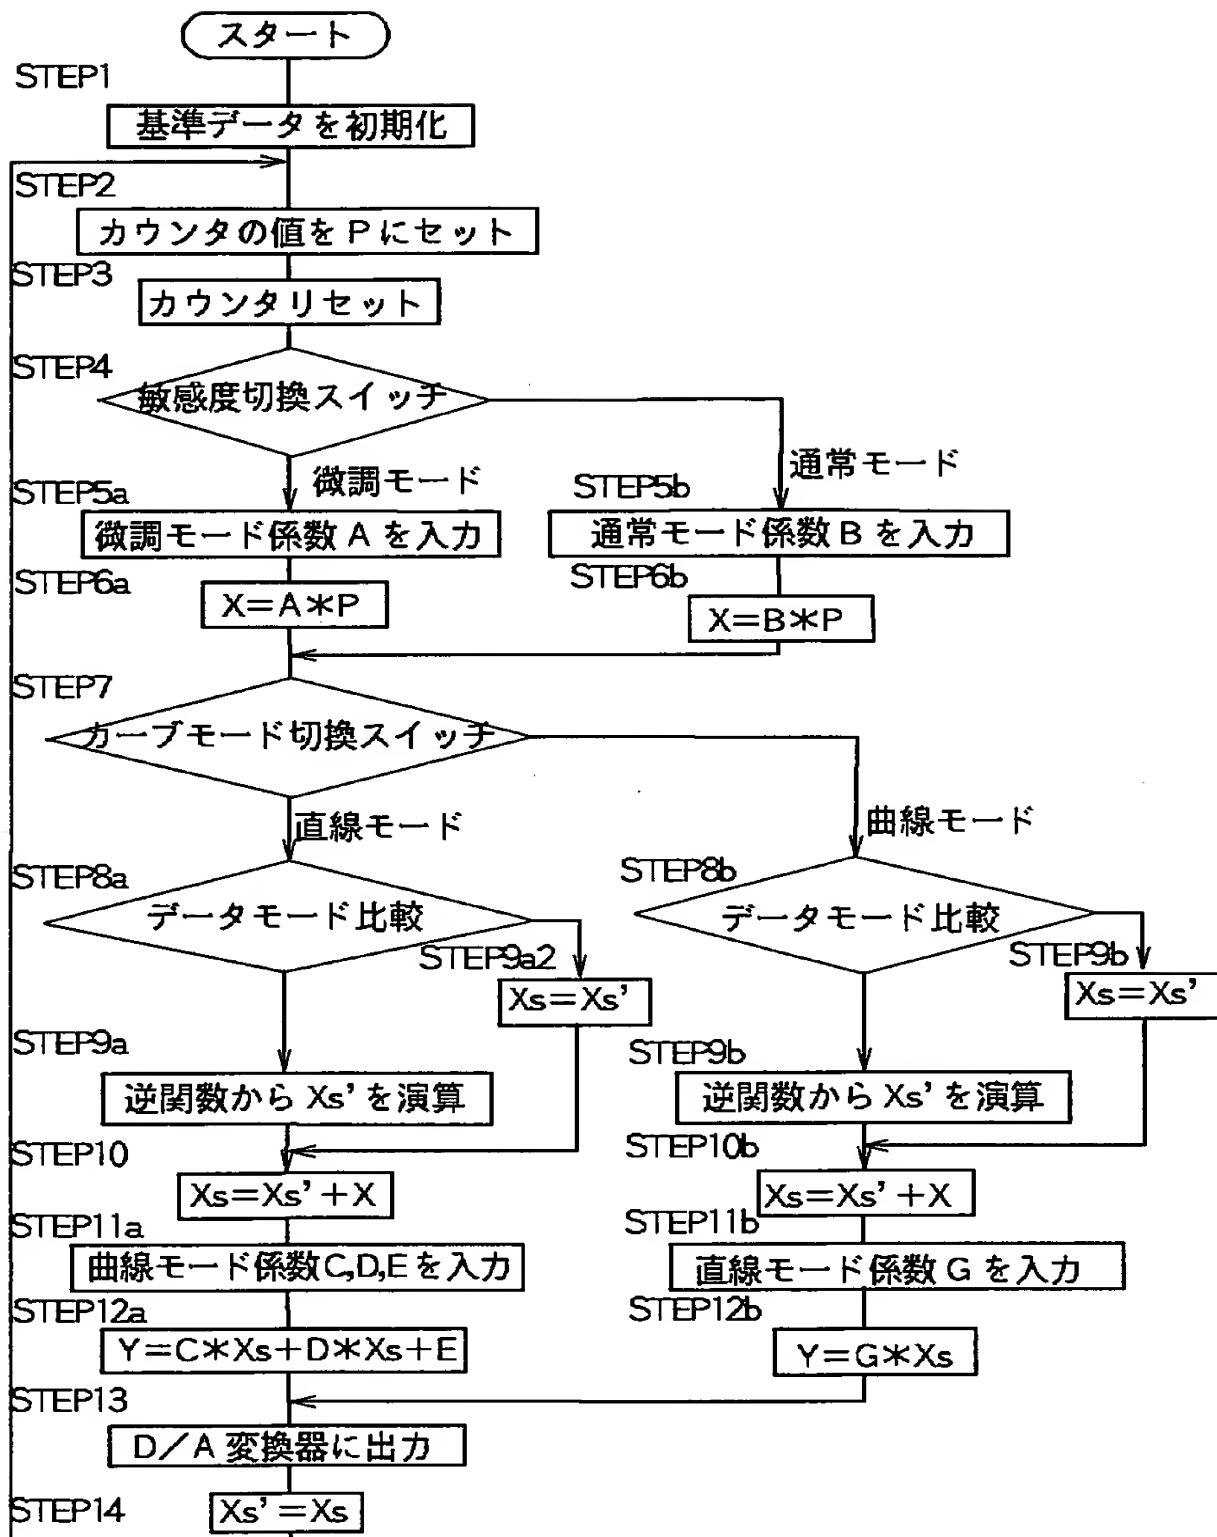 スタート
STEP1
基準データを初期化
STEP2
カウンタの値をPにセット
STEP3
カウンタリセット
STEP4
敏感度切換スイッチ
微調モード
通常モード
STEP5a
STEP5b
微調モード係数Aを入力
通常モード係数Bを入力
STEP6a
STEP6b
X=A*P
X=B*P
STEP7
カーブモード切換スイッチ
直線モード
曲線モード
STEP8a
STEP8b
データモード比較
データモード比較
STEP9a2
STEP9b
Xs=Xs'
Xs=Xs'
STEP9a
STEP9b
逆関数からXs'を演算
逆関数からXs'を演算
STEP10
STEP10b
Xs=Xs'+X
Xs=Xs'+X
STEP11a
STEP11b
曲線モード係数C,D,Eを入力
直線モード係数Gを入力
STEP12a
STEP12b
Y=C*Xs+D*Xs+E
Y=G*Xs
STEP13
D/A変換器に出力
STEP14
Xs'=Xs